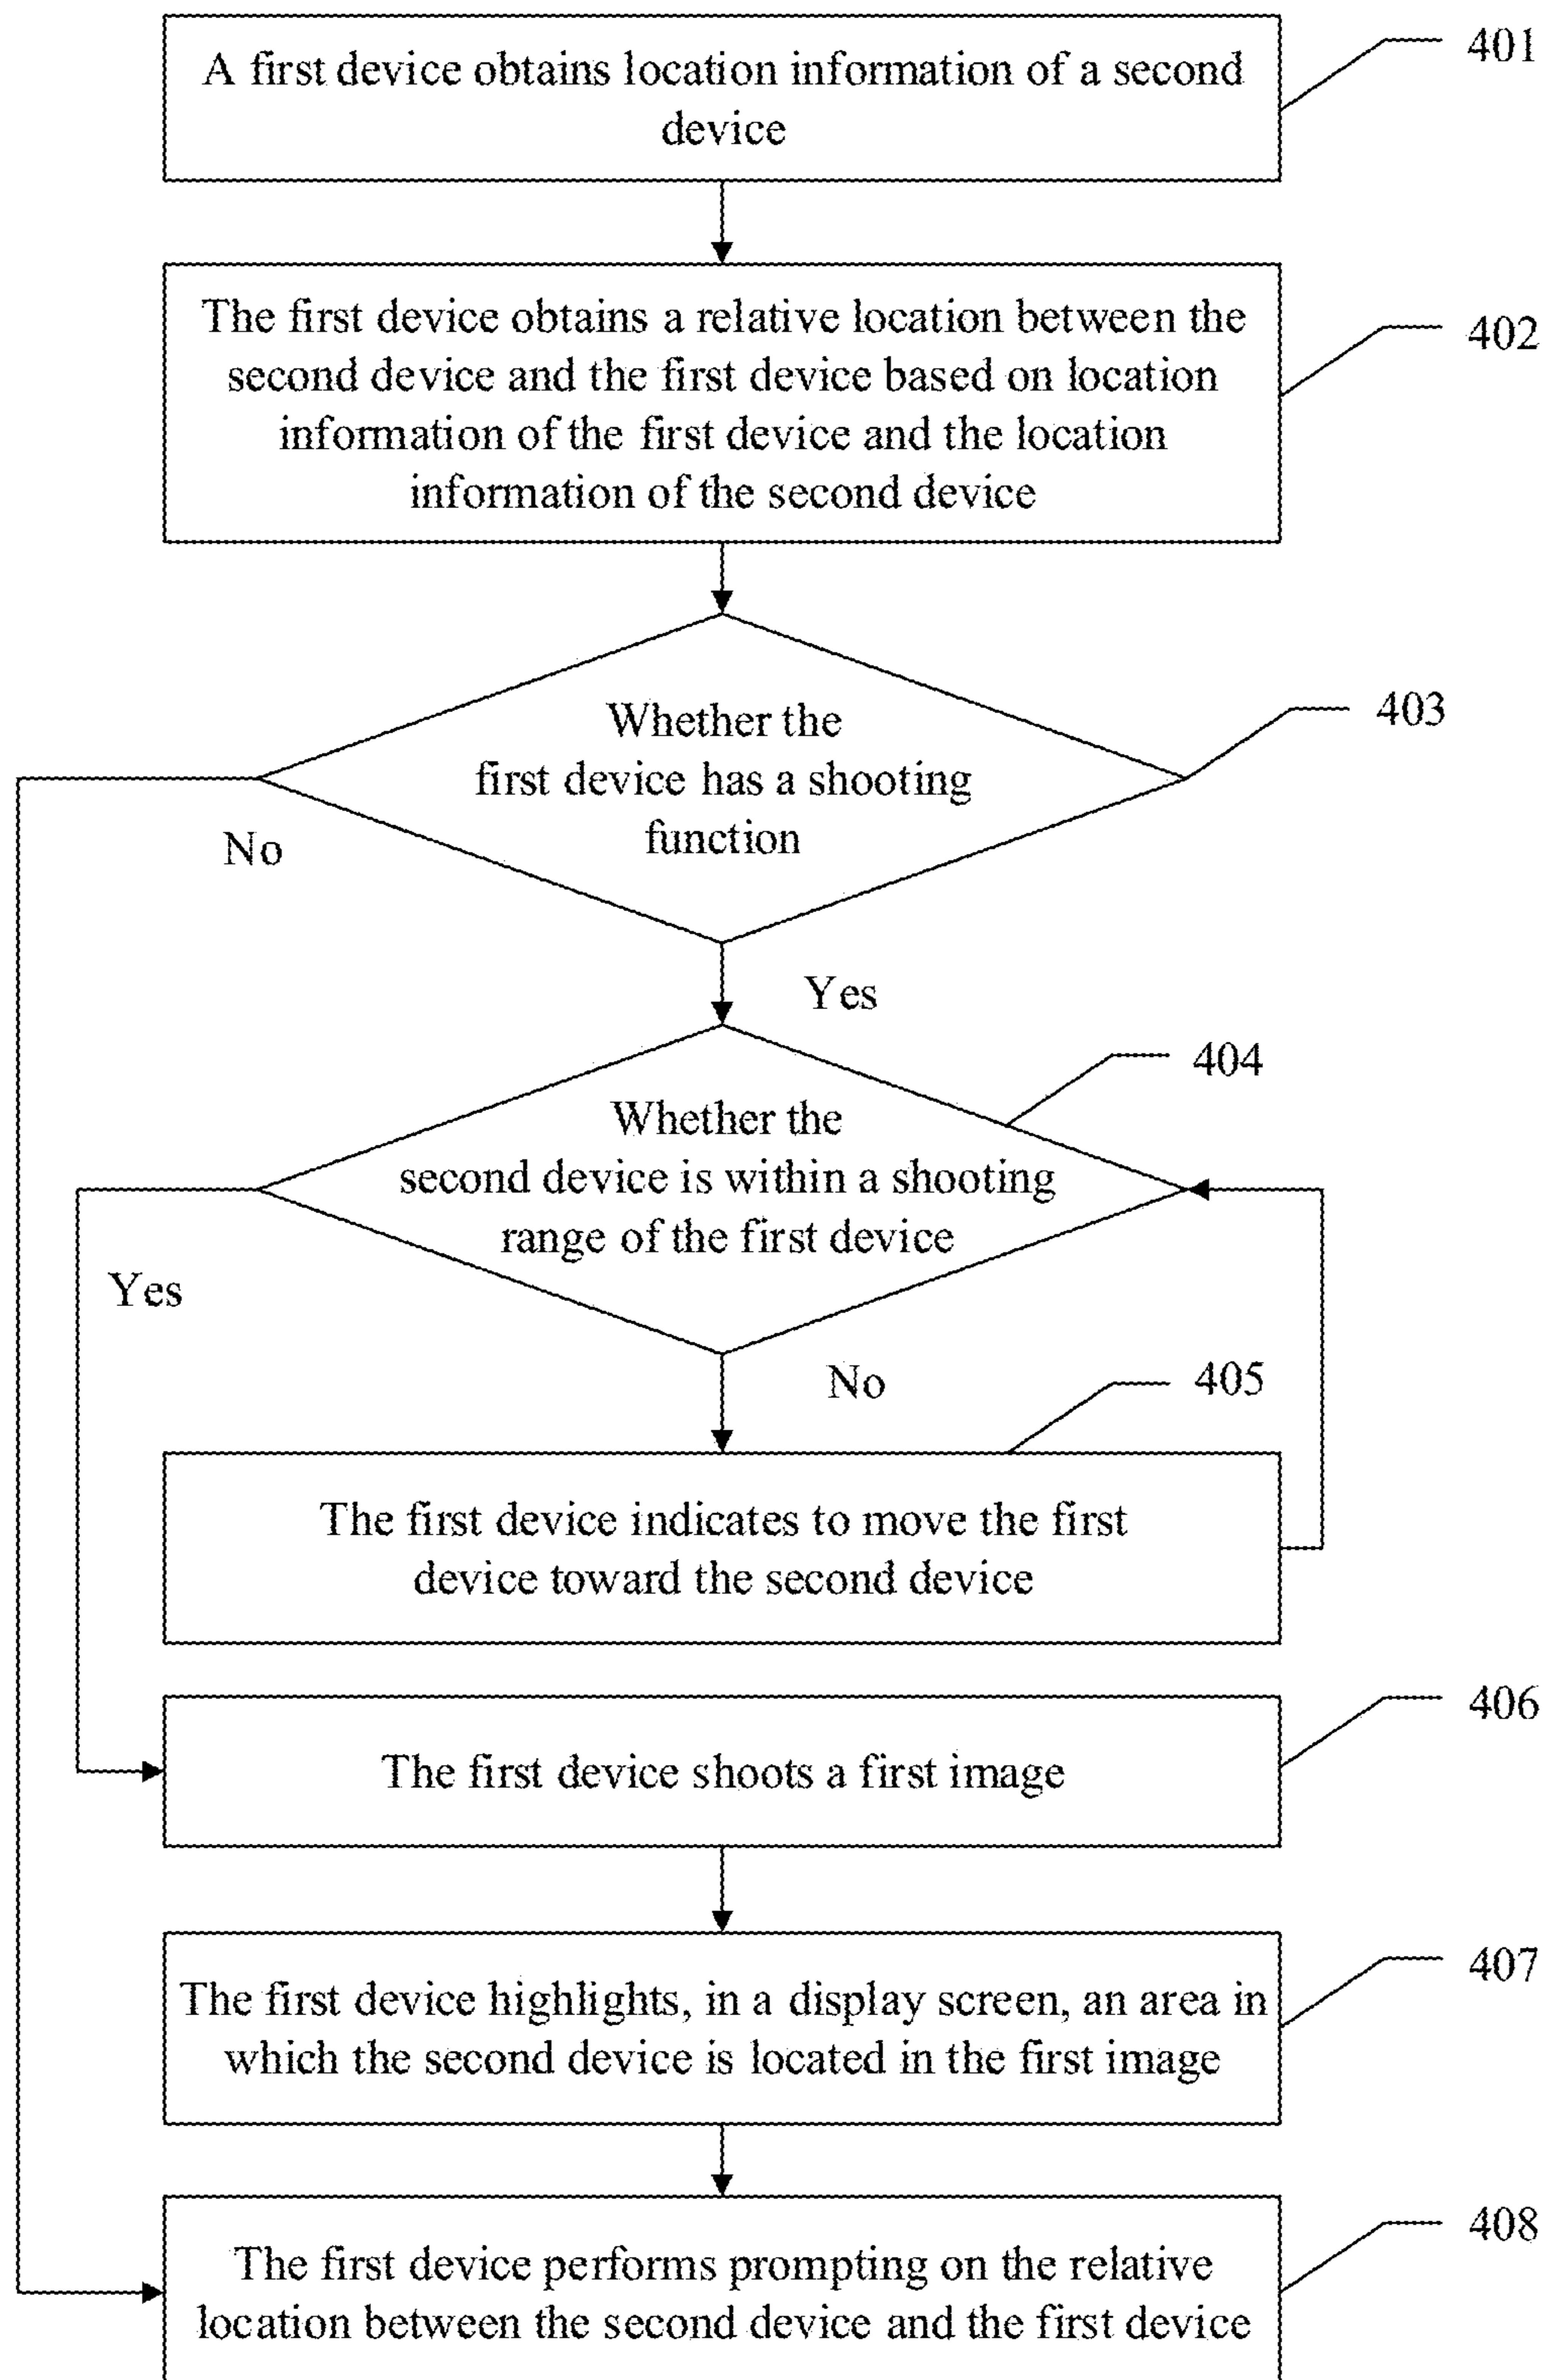 A first device obtains location information of a second
device
401
The first device obtains a relative location between the
second device and the first device based on location
information of the first device and the location
information of the second device
402
Whether the
first device has a shooting
function
403
No
Yes
404
Whether the
second device is within a shooting
range of the first device
Yes
No
405
The first device indicates to move the first
device toward the second device
406
The first device shoots a first image
407
The first device highlights, in a display screen, an area in
which the second device is located in the first image
408
The first device performs prompting on the relative
location between the second device and the first device